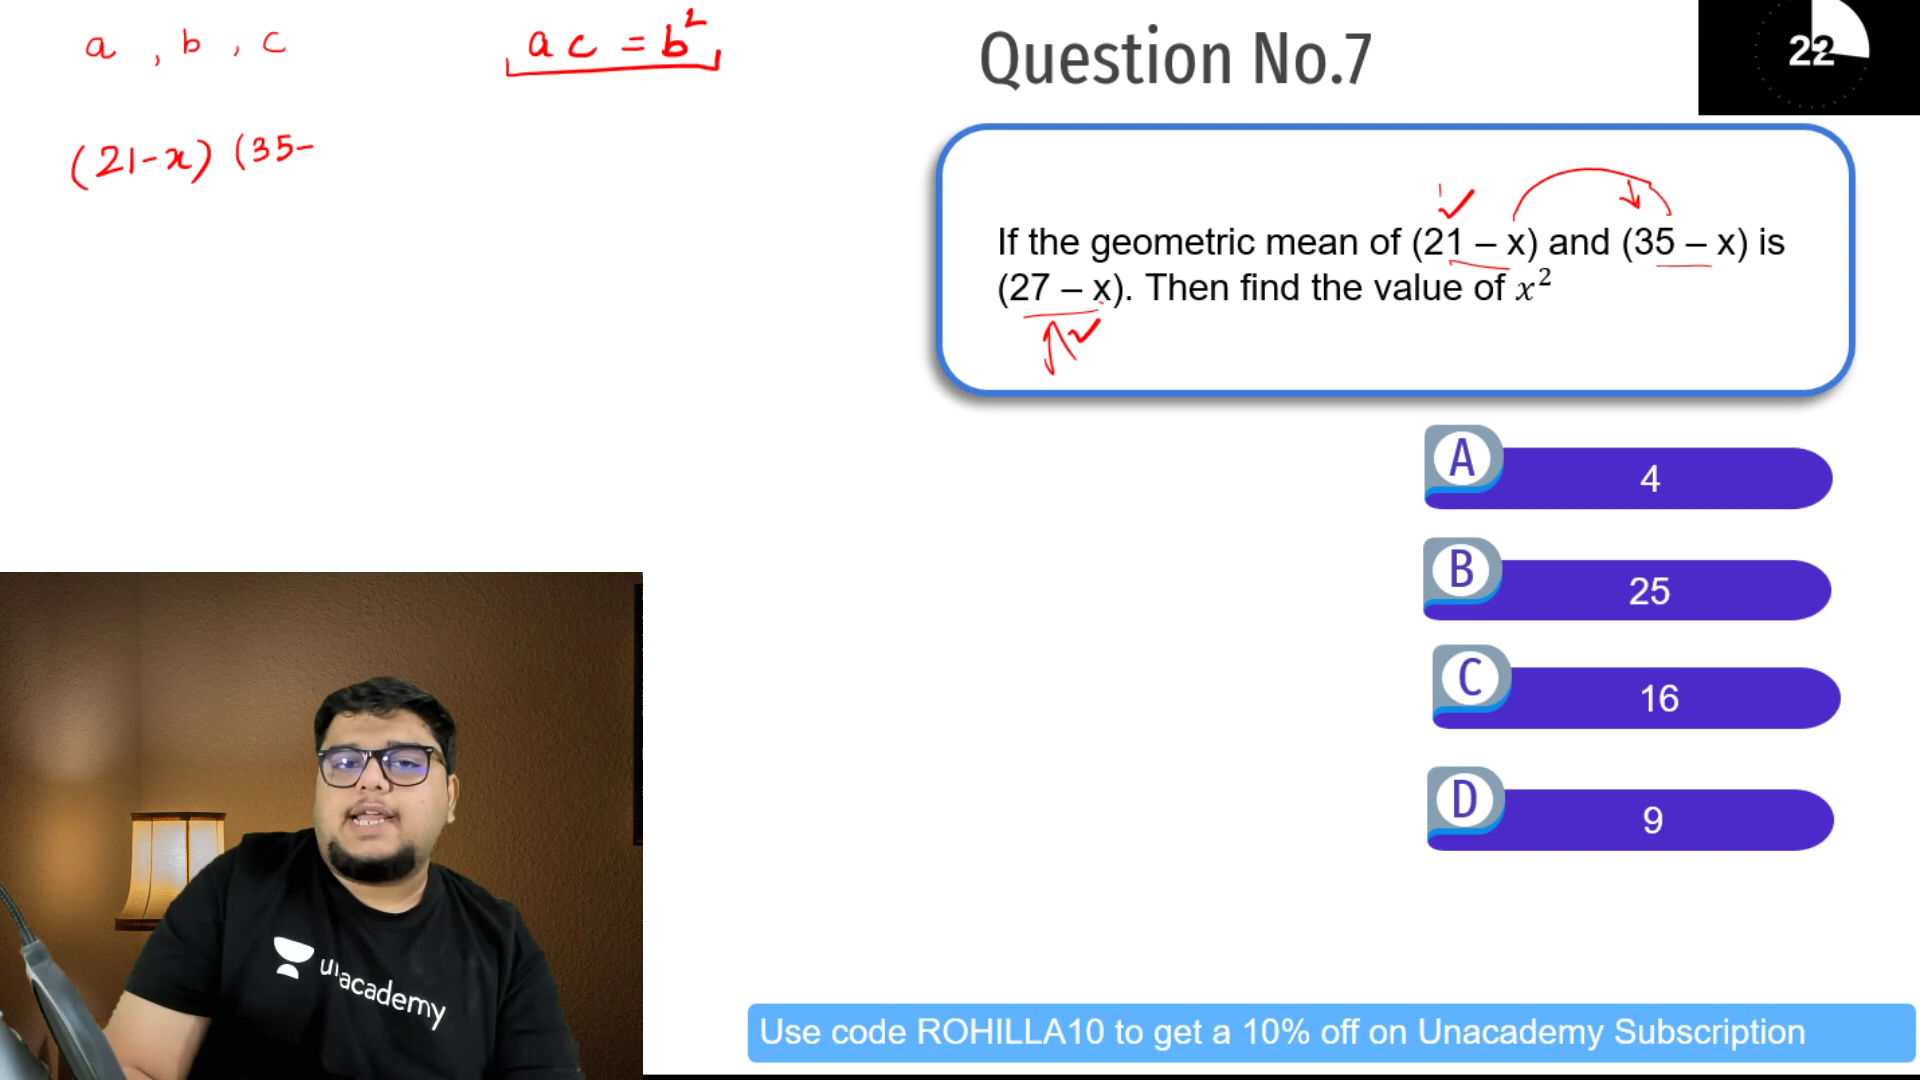 a , b , c
ac = b²
Question No.7
22
(21-x) (35-
If the geometric mean of (21 – x) and (35 – x) is
(27 – x). Then find the value of x²
A 4
B 25
C 16
D 9
unacademy
Use code ROHILLA10 to get a 10% off on Unacademy Subscription